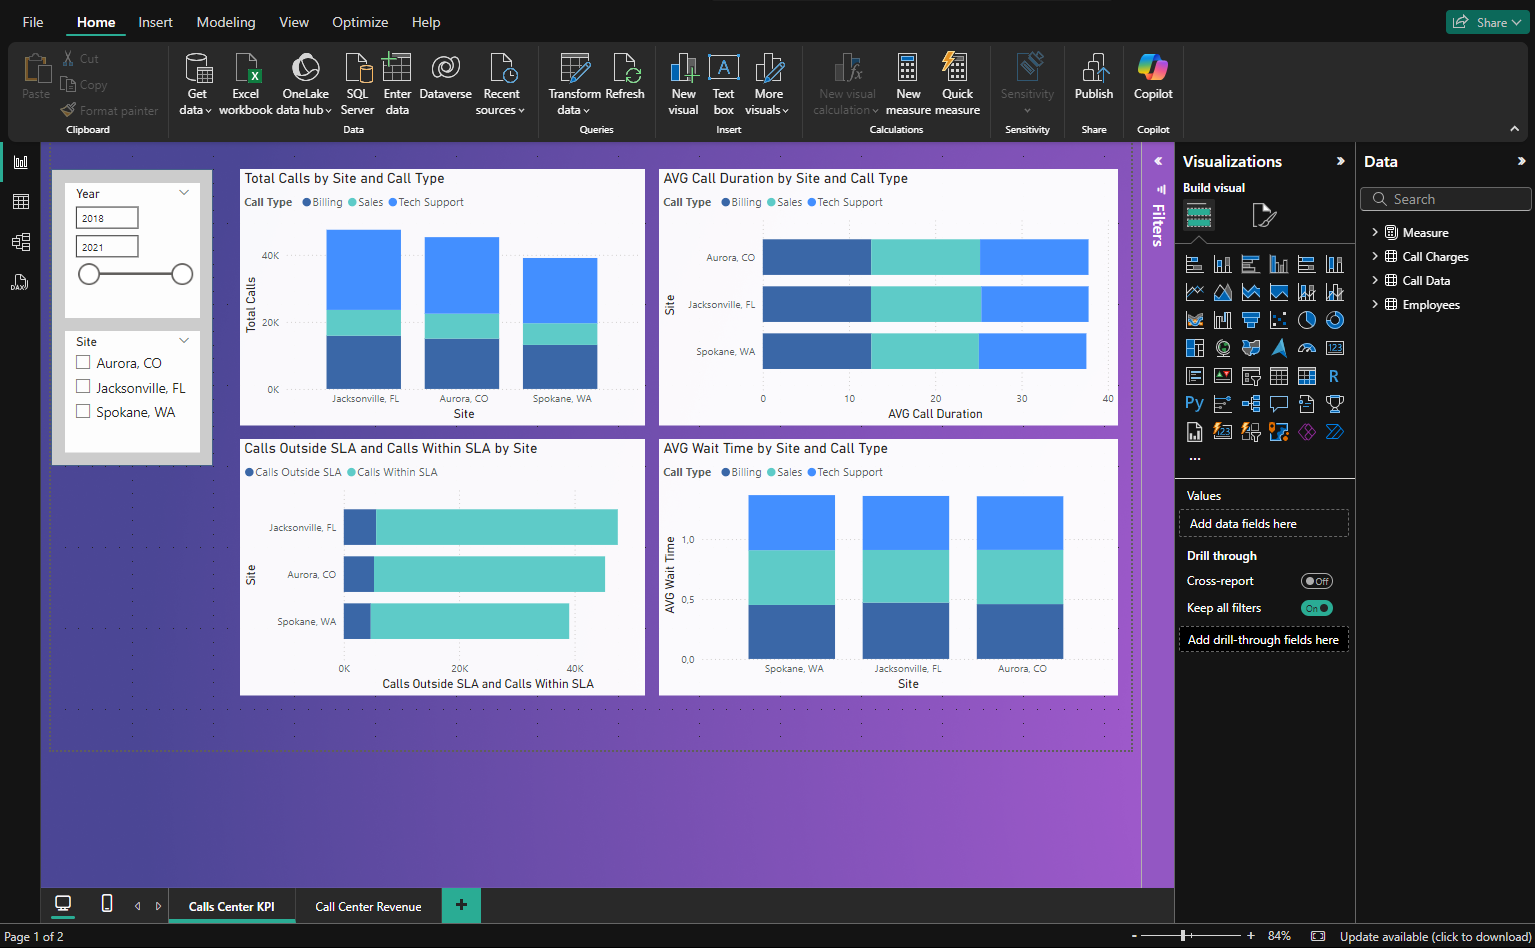 File Home Insert Modeling View Optimize Help
Share
Paste
Cut
Copy
Format painter
Clipboard
Get data
Excel workbook
OneLake data hub
SQL Server
Enter data
Dataverse
Recent sources
Data
Transform data
Refresh
Queries
New visual
Text box
More visuals
Insert
New visual calculation
New measure
Quick measure
Calculations
Sensitivity
Sensitivity
Publish
Share
Copilot
Copilot
Year
2018
2021
Site
Aurora, CO
Jacksonville, FL
Spokane, WA
Total Calls by Site and Call Type
Call Type Billing Sales Tech Support
Total Calls
40K
20K
0K
Jacksonville, FL Aurora, CO Spokane, WA
Site
AVG Call Duration by Site and Call Type
Call Type Billing Sales Tech Support
Site
Aurora, CO
Jacksonville, FL
Spokane, WA
0 10 20 30 40
AVG Call Duration
Calls Outside SLA and Calls Within SLA by Site
Calls Outside SLA Calls Within SLA
Site
Jacksonville, FL
Aurora, CO
Spokane, WA
0K 20K 40K
Calls Outside SLA and Calls Within SLA
AVG Wait Time by Site and Call Type
Call Type Billing Sales Tech Support
AVG Wait Time
1,0
0,5
0,0
Spokane, WA Jacksonville, FL Aurora, CO
Site
Filters
Visualizations
Build visual
123
R
Py
123
...
Values
Add data fields here
Drill through
Cross-report Off
Keep all filters On
Add drill-through fields here
Data
Search
Measure
Call Charges
Call Data
Employees
DAX
Calls Center KPI
Call Center Revenue
+
Page 1 of 2
- + 84%
Update available (click to download)